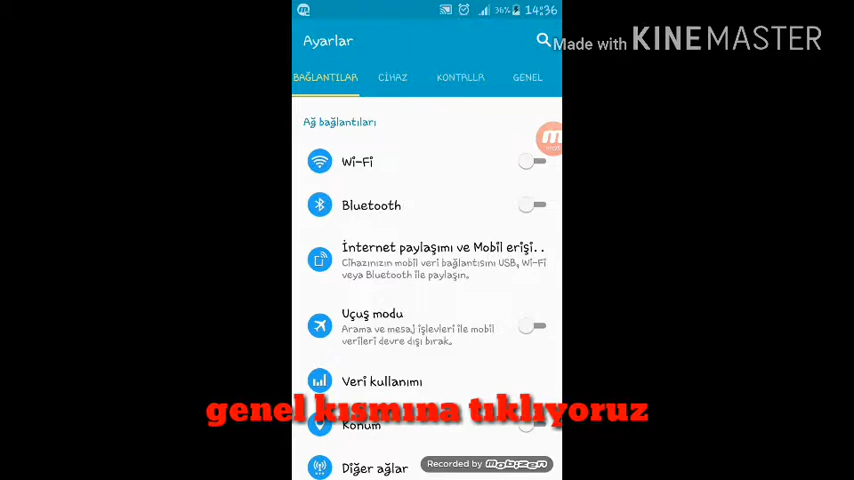 36% 14:36
Ayarlar
Made with KINEMASTER
BAĞLANTILAR CİHAZ KONTRLLR GENEL
Ağ bağlantıları
Wi-Fi
Bluetooth
İnternet paylaşımı ve Mobil erişi..
Cihazınızın mobil veri bağlantısını USB, Wi-Fi
veya Bluetooth ile paylaşın.
Uçuş modu
Arama ve mesaj işlevleri ile mobil
verileri devre dışı bırak.
Veri kullanımı
genel kısmına tıklıyoruz
Konum
Diğer ağlar
Recorded by mobizen